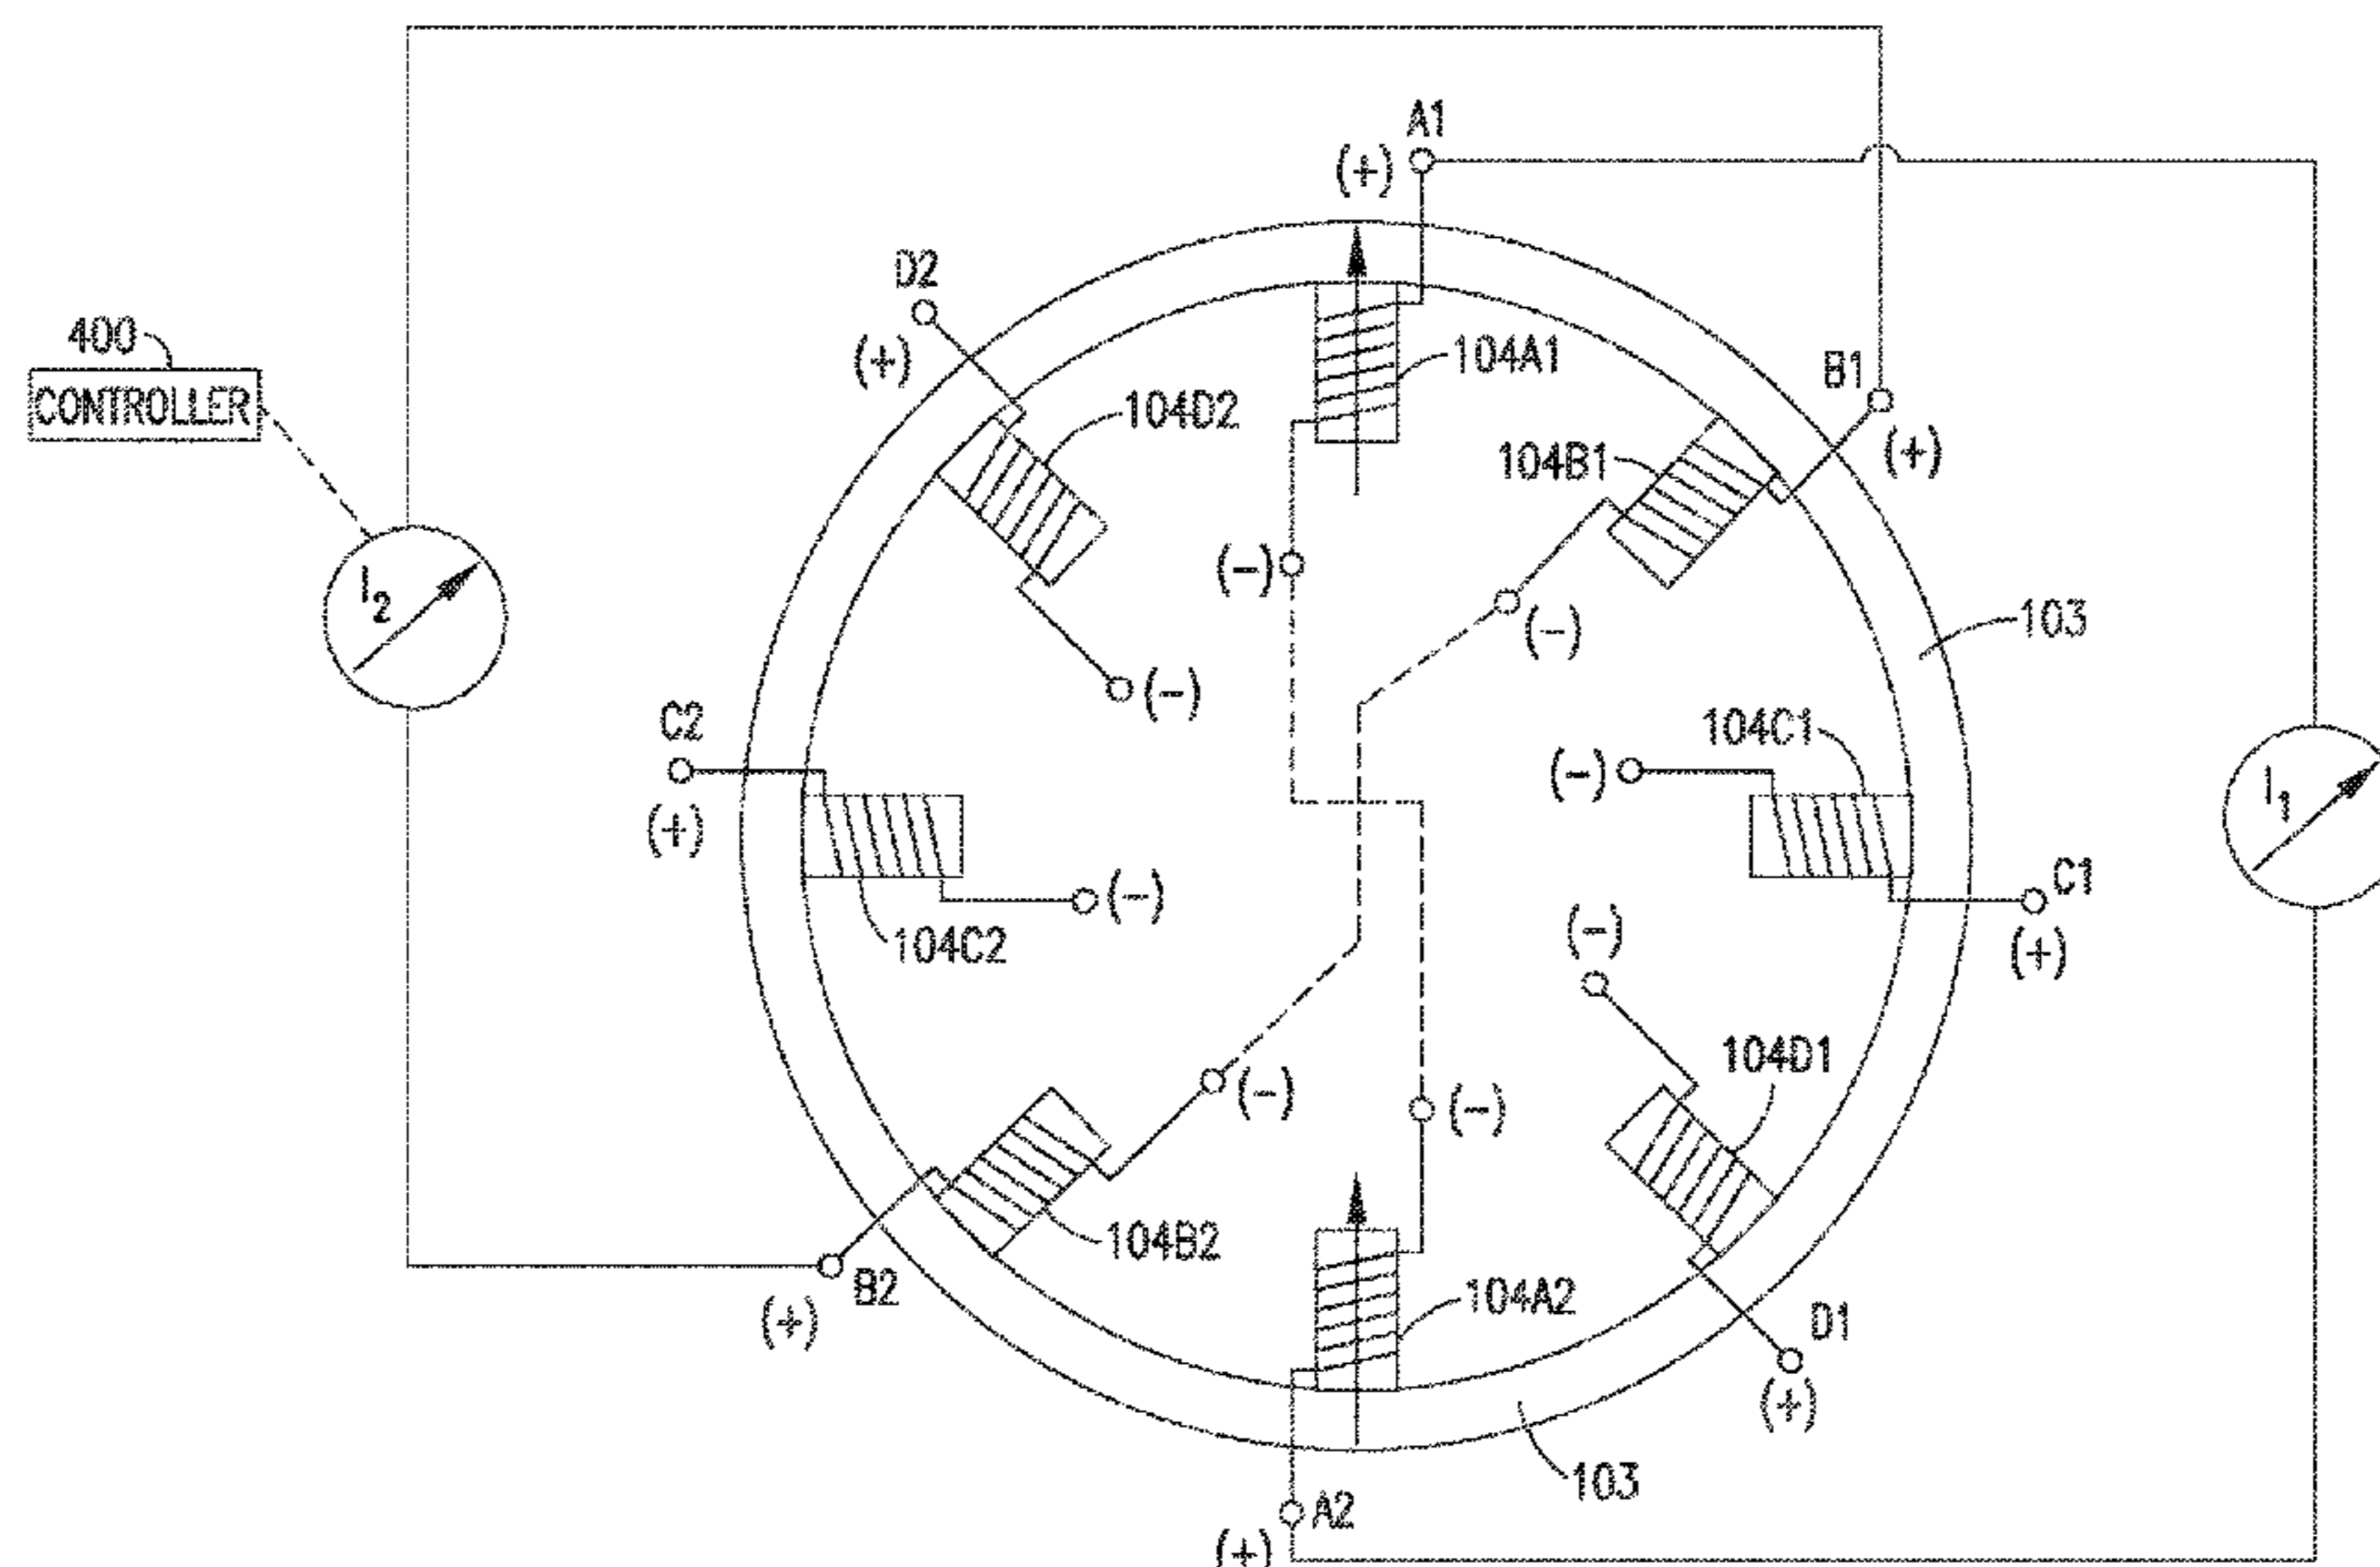 A1
(+)
D2
(+)
400
CONTROLLER
104A1
104D2
B1
(+)
104B1
I2
(-)
(-)
103
(-)
C2
(+)
104C1
(-)
I1
(-)
C1
(+)
104C2
(-)
104D1
(-)
(-)
104B2
B2
(+)
104A2
D1
(+)
103
A2
(+)